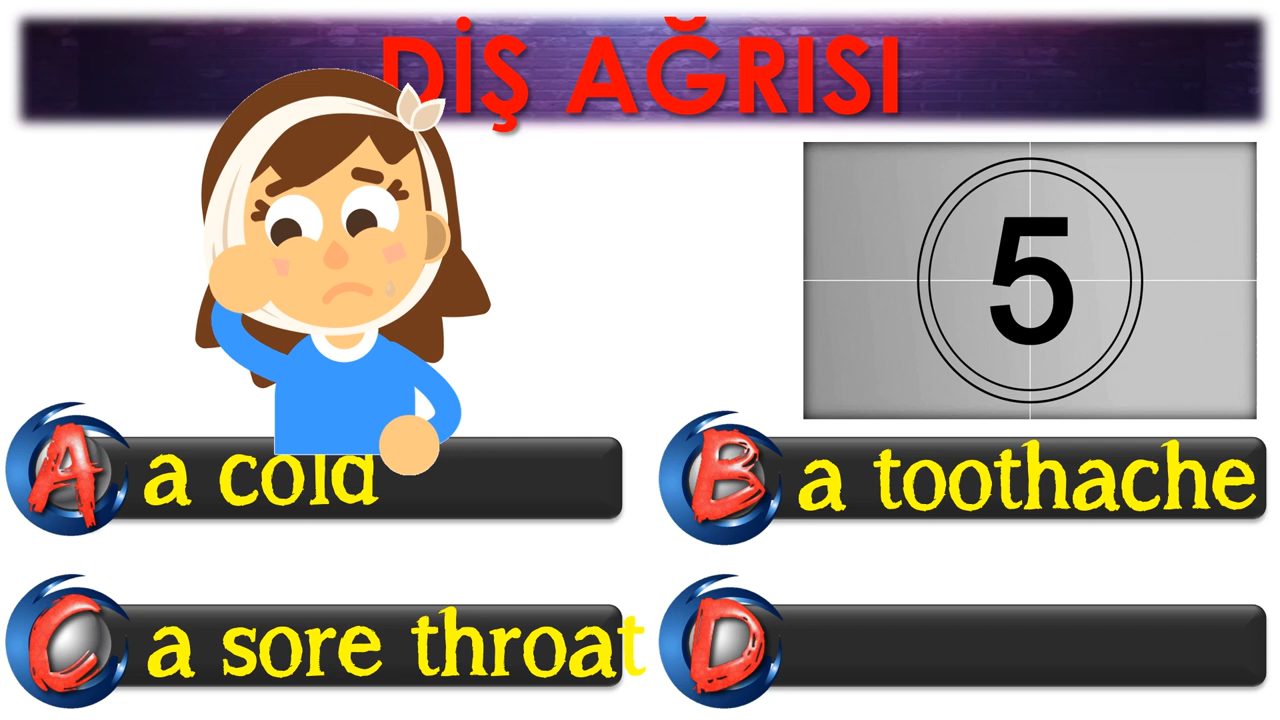 DİŞ AĞRISI
5
A a cold
B a toothache
C a sore throat
D